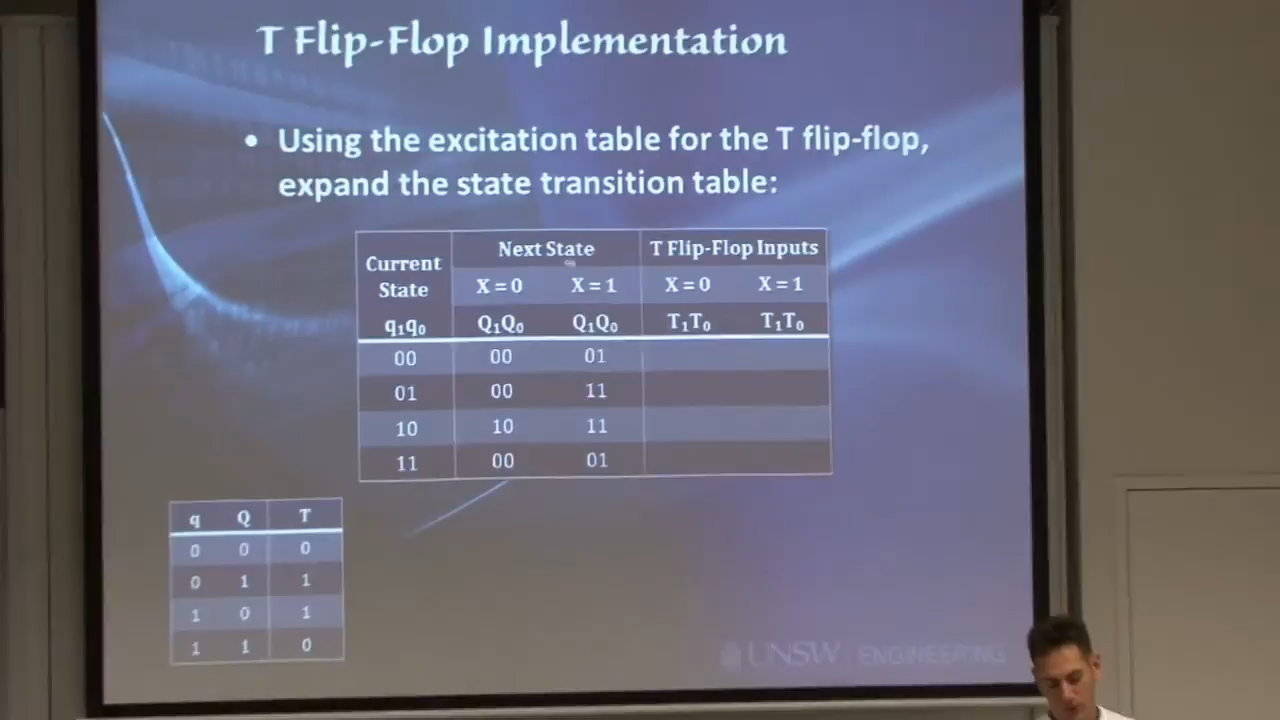 T Flip-Flop Implementation
• Using the excitation table for the T flip-flop,
expand the state transition table:
Current State Next State T Flip-Flop Inputs
X = 0 X = 1 X = 0 X = 1
q₁q₀ Q₁Q₀ Q₁Q₀ T₁T₀ T₁T₀
00 00 01
01 00 11
10 10 11
11 00 01
q Q T
0 0 0
0 1 1
1 0 1
1 1 0
UNSW ENGINEERING